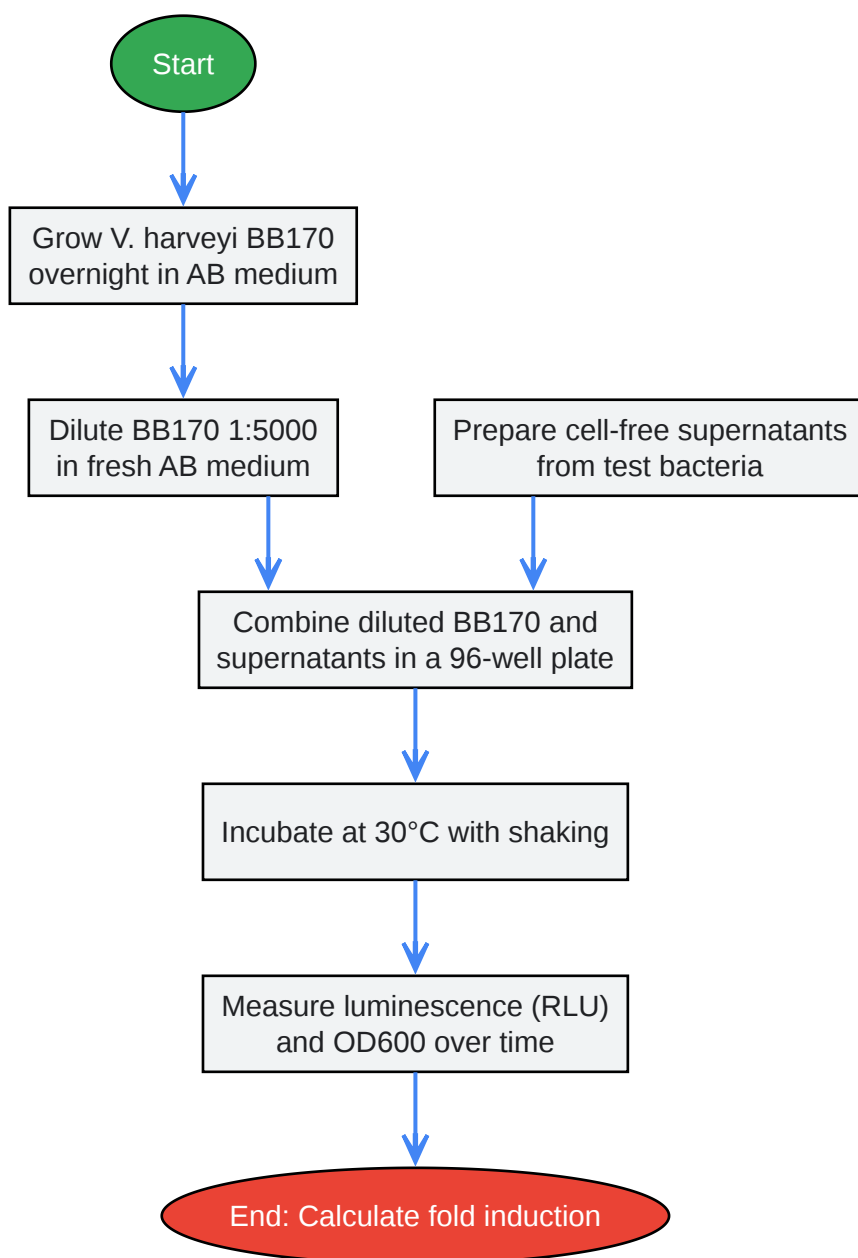 Start
Grow V. harveyi BB170
overnight in AB medium
Dilute BB170 1:5000
in fresh AB medium
Prepare cell-free supernatants
from test bacteria
Combine diluted BB170 and
supernatants in a 96-well plate
Incubate at 30°C with shaking
Measure luminescence (RLU)
and OD600 over time
End: Calculate fold induction